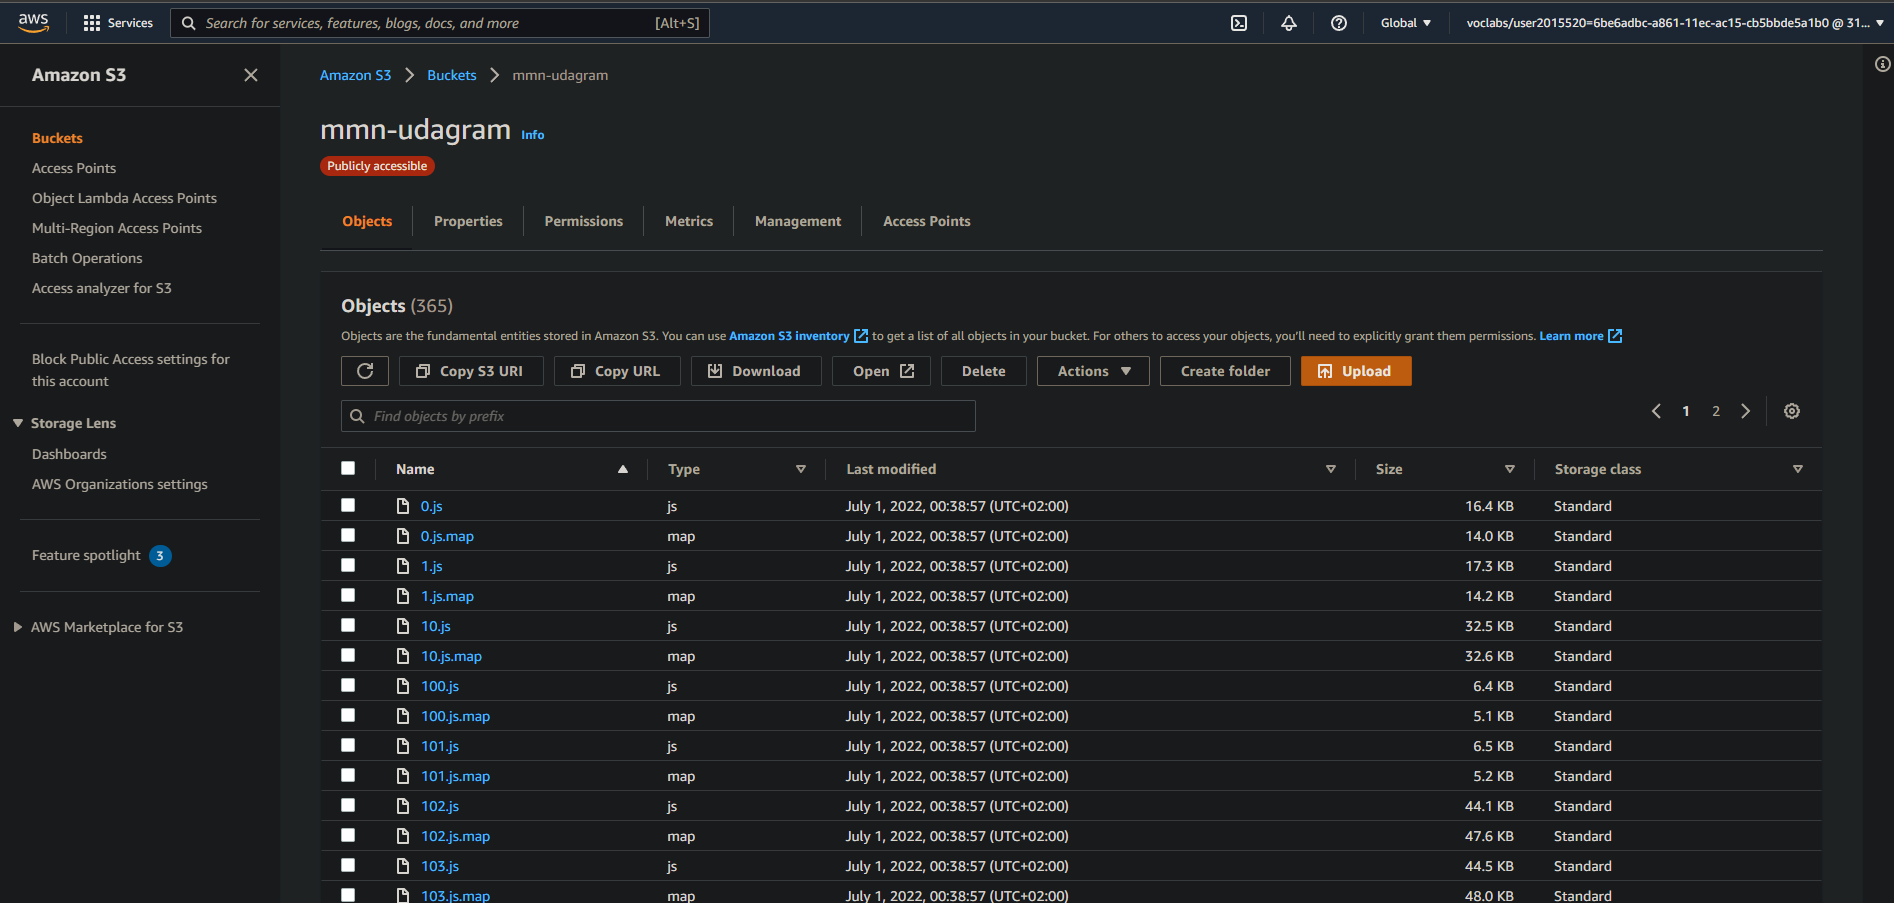 aws
Services
Search for services, features, blogs, docs, and more [Alt+S]
Global
voclabs/user2015520=6be6adbc-a861-11ec-ac15-cb5bbde5a1b0 @ 31...
Amazon S3
Buckets
Access Points
Object Lambda Access Points
Multi-Region Access Points
Batch Operations
Access analyzer for S3
Block Public Access settings for
this account
Storage Lens
Dashboards
AWS Organizations settings
Feature spotlight 3
AWS Marketplace for S3
Amazon S3 Buckets mmn-udagram
mmn-udagram Info
Publicly accessible
Objects Properties Permissions Metrics Management Access Points
Objects (365)
Objects are the fundamental entities stored in Amazon S3. You can use Amazon S3 inventory to get a list of all objects in your bucket. For others to access your objects, you'll need to explicitly grant them permissions. Learn more
Copy S3 URI Copy URL Download Open Delete Actions Create folder Upload
Find objects by prefix
1 2
Name Type Last modified Size Storage class
0.js js July 1, 2022, 00:38:57 (UTC+02:00) 16.4 KB Standard
0.js.map map July 1, 2022, 00:38:57 (UTC+02:00) 14.0 KB Standard
1.js js July 1, 2022, 00:38:57 (UTC+02:00) 17.3 KB Standard
1.js.map map July 1, 2022, 00:38:57 (UTC+02:00) 14.2 KB Standard
10.js js July 1, 2022, 00:38:57 (UTC+02:00) 32.5 KB Standard
10.js.map map July 1, 2022, 00:38:57 (UTC+02:00) 32.6 KB Standard
100.js js July 1, 2022, 00:38:57 (UTC+02:00) 6.4 KB Standard
100.js.map map July 1, 2022, 00:38:57 (UTC+02:00) 5.1 KB Standard
101.js js July 1, 2022, 00:38:57 (UTC+02:00) 6.5 KB Standard
101.js.map map July 1, 2022, 00:38:57 (UTC+02:00) 5.2 KB Standard
102.js js July 1, 2022, 00:38:57 (UTC+02:00) 44.1 KB Standard
102.js.map map July 1, 2022, 00:38:57 (UTC+02:00) 47.6 KB Standard
103.js js July 1, 2022, 00:38:57 (UTC+02:00) 44.5 KB Standard
103.js.map map July 1, 2022, 00:38:57 (UTC+02:00) 48.0 KB Standard